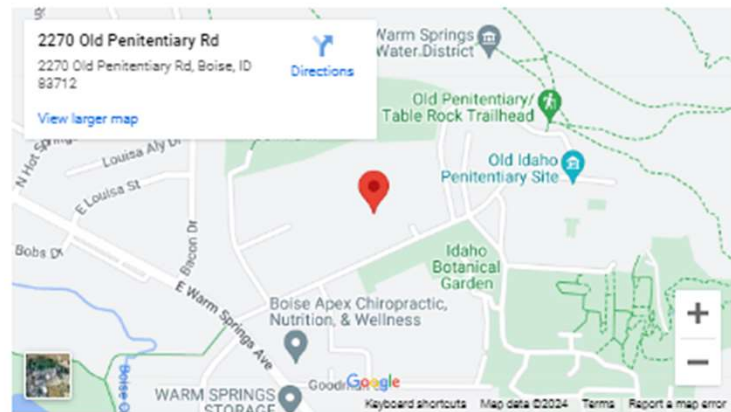 2270 Old Penitentiary Rd
2270 Old Penitentiary Rd, Boise, ID
83712
Directions
View larger map
Warm Springs
Water District
Old Penitentiary/
Table Rock Trailhead
Old Idaho
Penitentiary Site
N Hot
Louisa Aly Dr
E Louisa St
Bobs Dr
Bacon Dr
E Warm Springs Ave
Idaho
Botanical
Garden
Boise Apex Chiropractic,
Nutrition, & Wellness
WARM SPRINGS
STORAGE
Google
+
−
Keyboard shortcuts Map data ©2024 Terms Report a map error